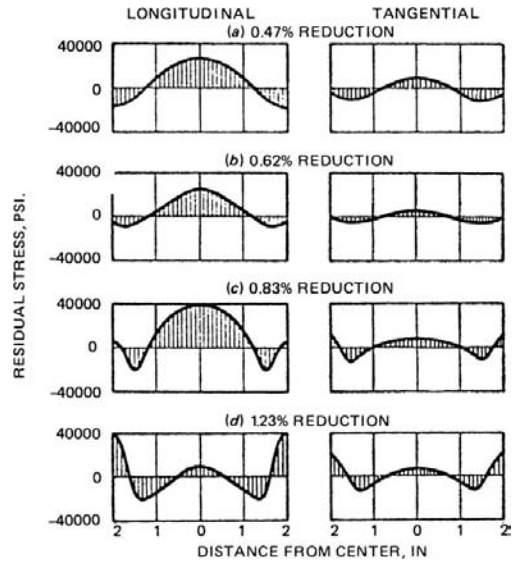 LONGITUDINAL TANGENTIAL
(a) 0.47% REDUCTION
40000
0
-40000
(b) 0.62% REDUCTION
40000
0
-40000
(c) 0.83% REDUCTION
40000
0
-40000
(d) 1.23% REDUCTION
40000
0
-40000
2 1 0 1 2 2 1 0 1 2
DISTANCE FROM CENTER, IN
RESIDUAL STRESS, PSI.